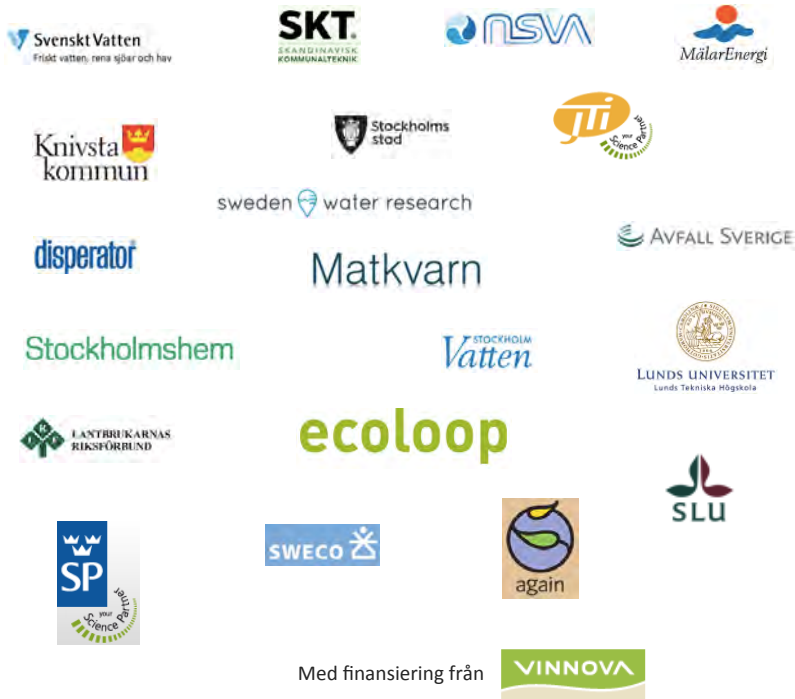 Svenskt Vatten
Friskt vatten, rena sjöar och hav
SKT.
SKANDINAVISK
KOMMUNALTEKNIK
nsva
MälarEnergi
Knivsta
kommun
Stockholms
stad
JTI
your
Science Partner
sweden water research
disperator
Matkvarn
AVFALL SVERIGE
Stockholmshem
STOCKHOLM
Vatten
LUNDS UNIVERSITET
Lunds Tekniska Högskola
LRF
LANTBRUKARNAS
RIKSFÖRBUND
ecoloop
SLU
SP
your
Science Partner
SWECO
again
Med finansiering från
VINNOVA